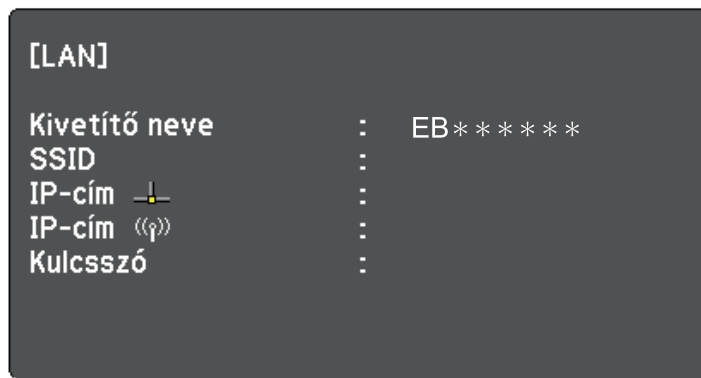 [LAN]
Kivetítő neve : EB∗∗∗∗∗∗
SSID :
IP-cím :
IP-cím :
Kulcsszó :